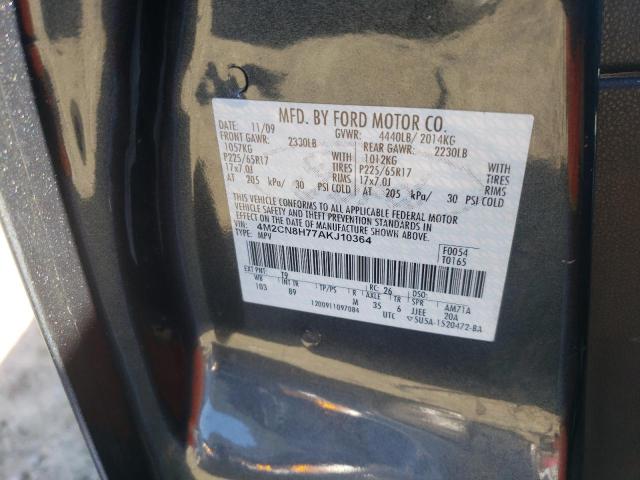 MFD. BY FORD MOTOR CO.
DATE: 11/09 GVWR: 4440LB/ 2014KG
FRONT GAWR: 2330LB REAR GAWR: 2230LB
1057KG 1012KG
P225/65R17 TIRES P225/65R17 TIRES
17x7.0J RIMS 17x7.0J RIMS
AT 205 kPa/ 30 PSI COLD AT 205 kPa/ 30 PSI COLD
THIS VEHICLE CONFORMS TO ALL APPLICABLE FEDERAL MOTOR
VEHICLE SAFETY AND THEFT PREVENTION STANDARDS IN
EFFECT ON THE DATE OF MANUFACTURE SHOWN ABOVE.
VIN: 4M2CN8H77AKJ10364
TYPE: MPV
F0054
T0165
EXT PNT: T9 RC: 26 DSO:
WB INT TR TP/PS R AXLE TR SPR AM71A
103 B9 M 35 6 JJEE 20A
1200911097084 UTC 5U5A-1520472-BA